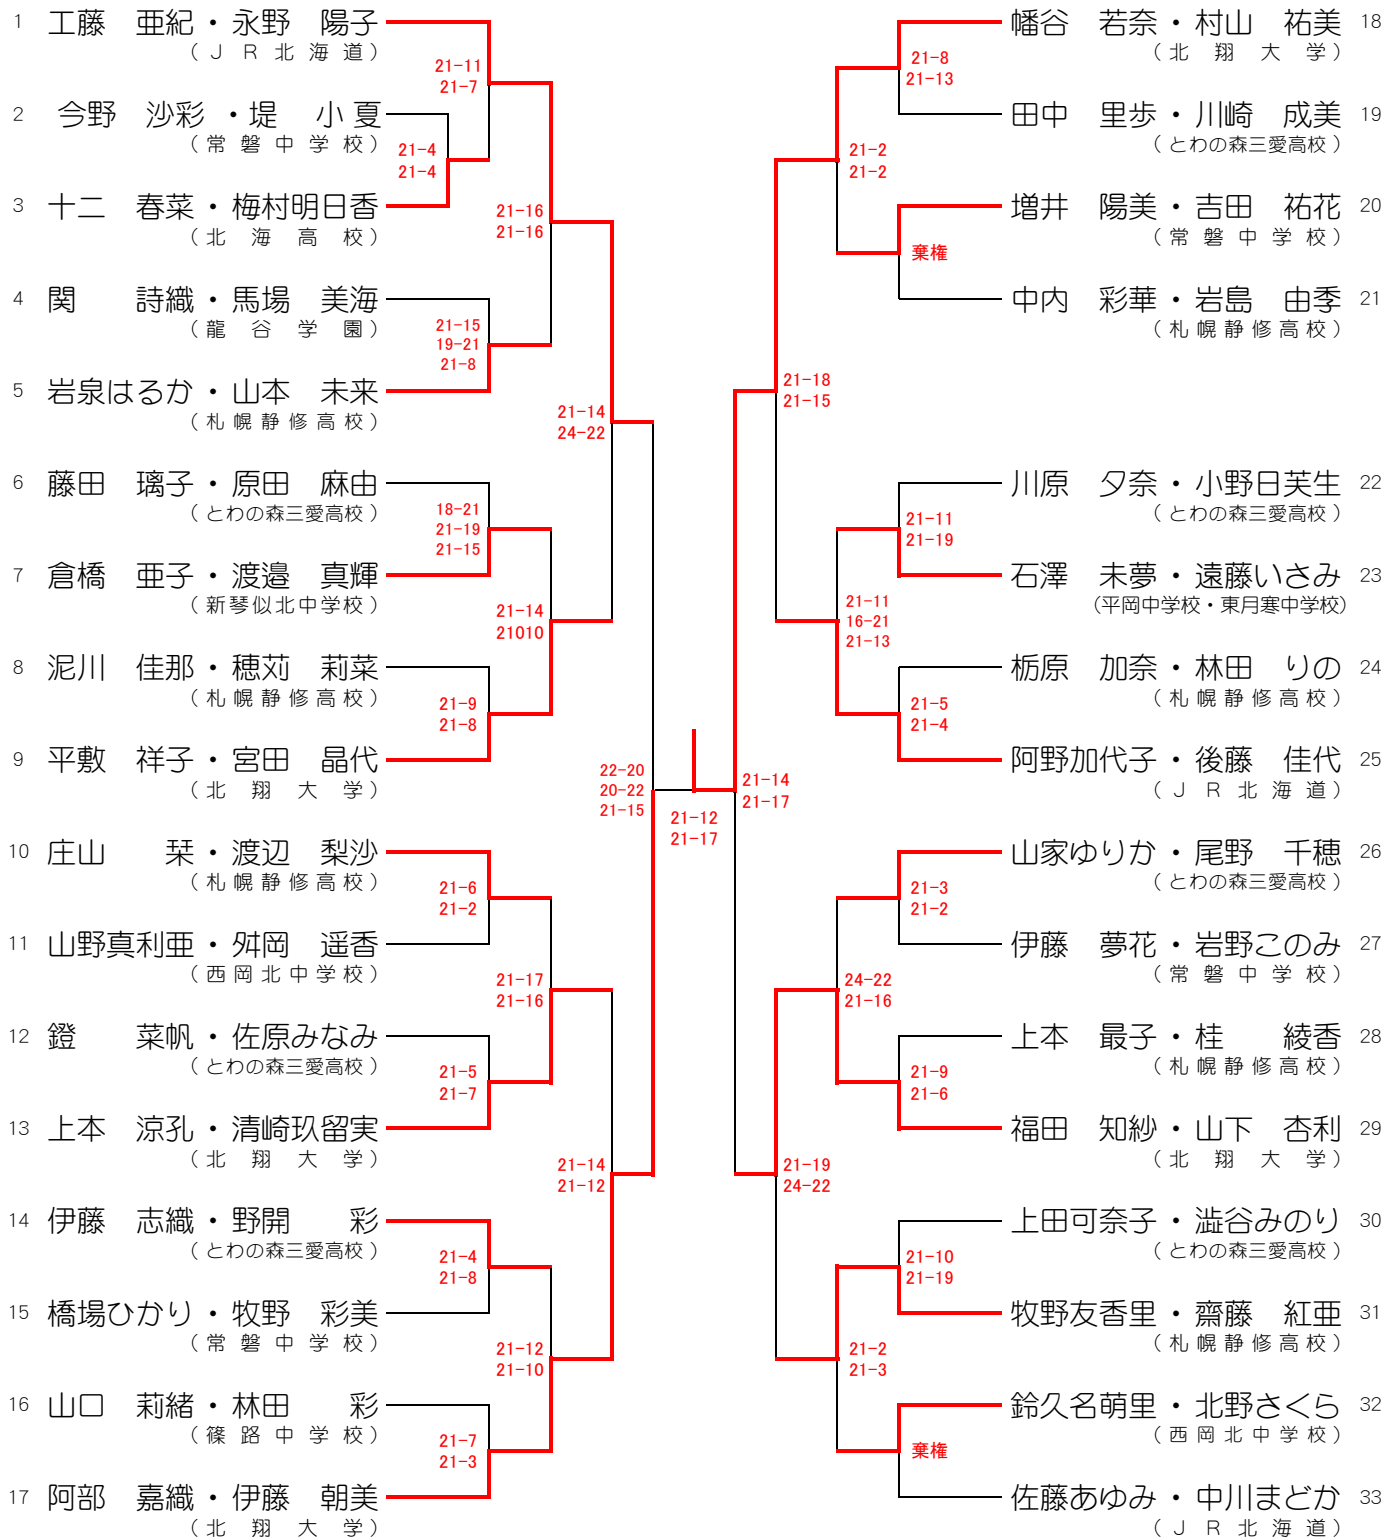 1 工藤 亜紀・永野 陽子
(ＪＲ北海道)
21-11
21-7
2 今野 沙彩・堤 小夏
(常磐中学校)
21-4
21-4
3 十二 春菜・梅村明日香
(北海高校)
21-16
21-16
4 関 詩織・馬場 美海
(龍谷学園)
21-15
19-21
21-8
5 岩泉はるか・山本 未来
(札幌静修高校)
21-14
24-22
6 藤田 璃子・原田 麻由
(とわの森三愛高校)
18-21
21-19
21-15
7 倉橋 亜子・渡邉 真輝
(新琴似北中学校)
21-14
21010
8 泥川 佳那・穂苅 莉菜
(札幌静修高校)
21-9
21-8
9 平敷 祥子・宮田 晶代
(北翔大学)
22-20
20-22
21-15
21-12
21-17
10 庄山 栞・渡辺 梨沙
(札幌静修高校)
21-6
21-2
11 山野真利亜・舛岡 遥香
(西岡北中学校)
21-17
21-16
12 鐙 菜帆・佐原みなみ
(とわの森三愛高校)
21-5
21-7
13 上本 涼孔・清崎玖留実
(北翔大学)
21-14
21-12
14 伊藤 志織・野開 彩
(とわの森三愛高校)
21-4
21-8
15 橋場ひかり・牧野 彩美
(常磐中学校)
21-12
21-10
16 山口 莉緒・林田 彩
(篠路中学校)
21-7
21-3
17 阿部 嘉織・伊藤 朝美
(北翔大学)
幡谷 若奈・村山 祐美 18
(北翔大学)
21-8
21-13
田中 里歩・川崎 成美 19
(とわの森三愛高校)
21-2
21-2
増井 陽美・吉田 祐花 20
(常磐中学校)
棄権
中内 彩華・岩島 由季 21
(札幌静修高校)
21-18
21-15
川原 夕奈・小野日芙生 22
(とわの森三愛高校)
21-11
21-19
石澤 未夢・遠藤いさみ 23
(平岡中学校・東月寒中学校)
21-11
16-21
21-13
栃原 加奈・林田 りの 24
(札幌静修高校)
21-5
21-4
阿野加代子・後藤 佳代 25
(ＪＲ北海道)
21-14
21-17
山家ゆりか・尾野 千穂 26
(とわの森三愛高校)
21-3
21-2
伊藤 夢花・岩野このみ 27
(常磐中学校)
24-22
21-16
上本 最子・桂 綾香 28
(札幌静修高校)
21-9
21-6
福田 知紗・山下 杏利 29
(北翔大学)
21-19
24-22
上田可奈子・澁谷みのり 30
(とわの森三愛高校)
21-10
21-19
牧野友香里・齋藤 紅亜 31
(札幌静修高校)
21-2
21-3
鈴久名萌里・北野さくら 32
(西岡北中学校)
棄権
佐藤あゆみ・中川まどか 33
(ＪＲ北海道)